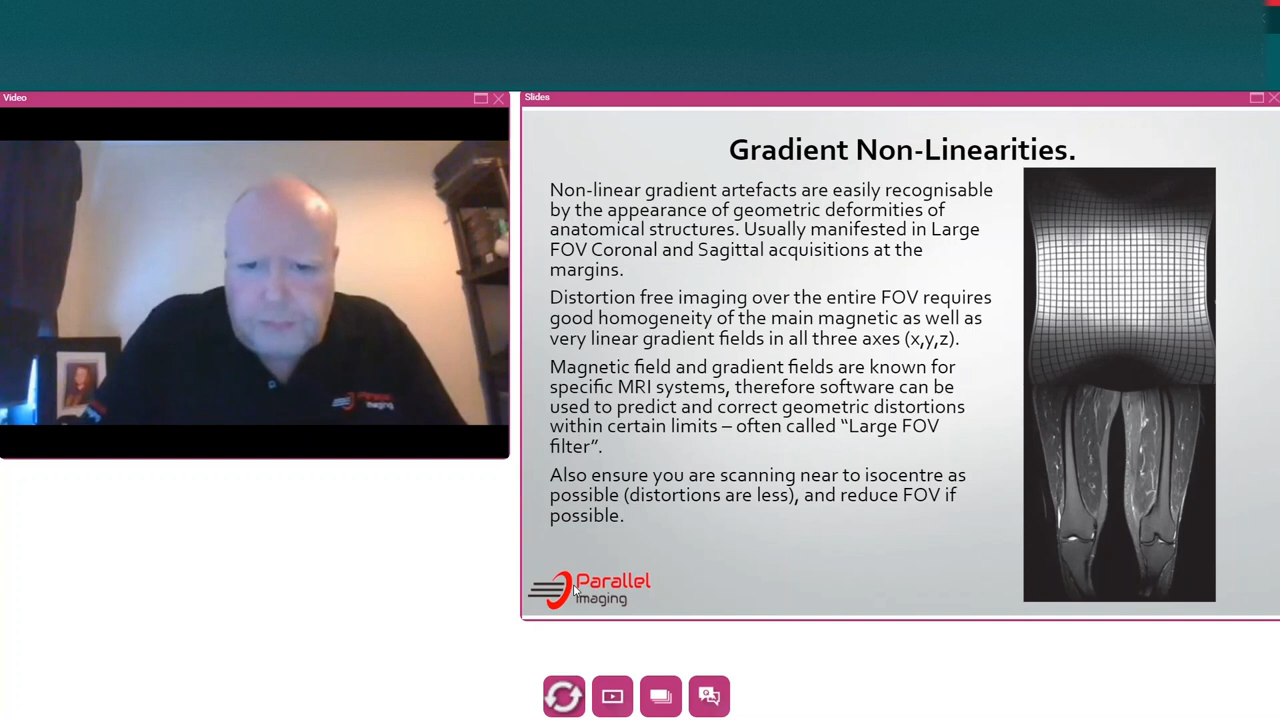 Video
Slides
Gradient Non-Linearities.
Non-linear gradient artefacts are easily recognisable
by the appearance of geometric deformities of
anatomical structures. Usually manifested in Large
FOV Coronal and Sagittal acquisitions at the
margins.
Distortion free imaging over the entire FOV requires
good homogeneity of the main magnetic as well as
very linear gradient fields in all three axes (x,y,z).
Magnetic field and gradient fields are known for
specific MRI systems, therefore software can be
used to predict and correct geometric distortions
within certain limits – often called “Large FOV
filter”.
Also ensure you are scanning near to isocentre as
possible (distortions are less), and reduce FOV if
possible.
Parallel
imaging
Parallel
Imaging